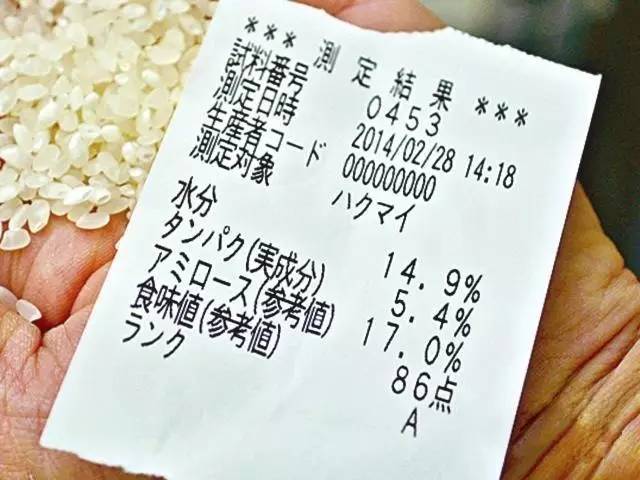 *** 測定結果 ***
試料番号 0453
測定日時 2014/02/28 14:18
生産者コード 000000000
測定対象 ハクマイ
水分 14.9%
タンパク(実成分) 5.4%
アミロース(参考値) 17.0%
食味値(参考値) 86点
ランク A